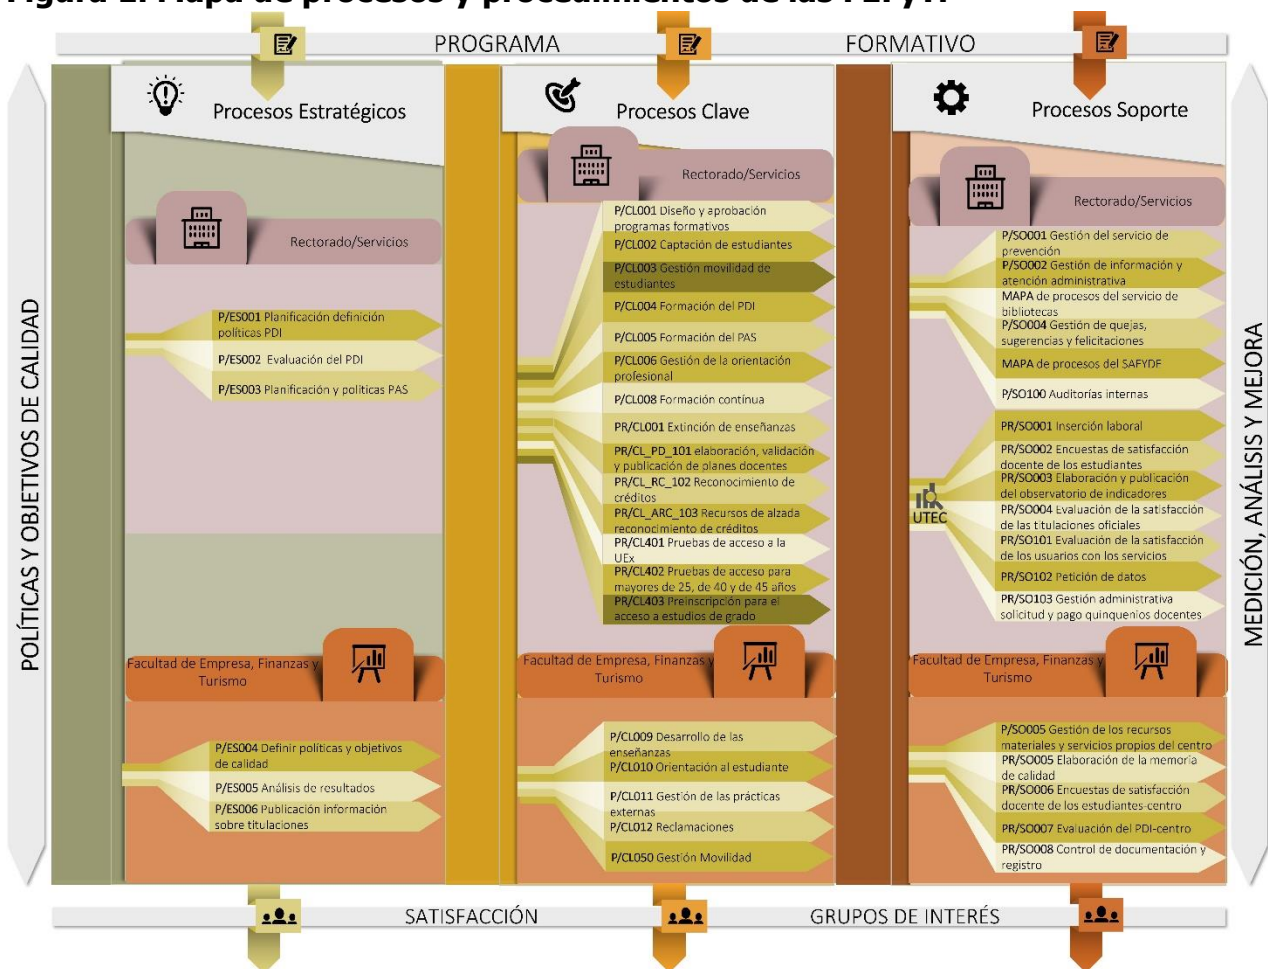 Figura 1. Mapa de procesos y procedimientos de las
PROGRAMA
FORMATIVO
POLÍTICAS Y OBJETIVOS DE CALIDAD
Procesos Estratégicos
Rectorado/Servicios
P/ES001 Planificación definición
políticas PDI
P/ES002 Evaluación del PDI
P/ES003 Planificación y políticas PAS
Facultad de Empresa, Finanzas y
Turismo
P/ES004 Definir políticas y objetivos
de calidad
P/ES005 Análisis de resultados
P/ES006 Publicación información
sobre titulaciones
Procesos Clave
Rectorado/Servicios
P/CL001 Diseño y aprobación
programas formativos
P/CL002 Captación de estudiantes
P/CL003 Gestión movilidad de
estudiantes
P/CL004 Formación del PDI
P/CL005 Formación del PAS
P/CL006 Gestión de la orientación
profesional
P/CL008 Formación contínua
PR/CL001 Extinción de enseñanzas
PR/CL_PD_101 elaboración, validación
y publicación de planes docentes
PR/CL_RC_102 Reconocimiento de
créditos
PR/CL_ARC_103 Recursos de alzada
reconocimiento de créditos
PR/CL401 Pruebas de acceso a la
UEx
PR/CL402 Pruebas de acceso para
mayores de 25, de 40 y de 45 años
PR/CL403 Preinscripción para el
acceso a estudios de grado
Facultad de Empresa, Finanzas y
Turismo
P/CL009 Desarrollo de las
enseñanzas
P/CL010 Orientación al estudiante
P/CL011 Gestión de las prácticas
externas
P/CL012 Reclamaciones
P/CL050 Gestión Movilidad
Procesos Soporte
Rectorado/Servicios
P/SO001 Gestión del servicio de
prevención
P/SO002 Gestión de información y
atención administrativa
MAPA de procesos del servicio de
bibliotecas
P/SO004 Gestión de quejas,
sugerencias y felicitaciones
MAPA de procesos del SAFYDE
P/SO100 Auditorías internas
UTEC
PR/SO001 Inserción laboral
PR/SO002 Encuestas de satisfacción
docente de los estudiantes
PR/SO003 Elaboración y publicación
del observatorio de indicadores
PR/SO004 Evaluación de la satisfacción
de las titulaciones oficiales
PR/SO101 Evaluación de la satisfacción
de los usuarios con los servicios
PR/SO102 Petición de datos
PR/SO103 Gestión administrativa
solicitud y pago quinquenios docentes
Facultad de Empresa, Finanzas y
Turismo
P/SO005 Gestión de los recursos
materiales y servicios propios del centro
PR/SO005 Elaboración de la memoria
de calidad
PR/SO006 Encuestas de satisfacción
docente de los estudiantes-centro
PR/SO007 Evaluación del PDI-centro
PR/SO008 Control de documentación y
registro
MEDICIÓN, ANÁLISIS Y MEJORA
SATISFACCIÓN
GRUPOS DE INTERÉS